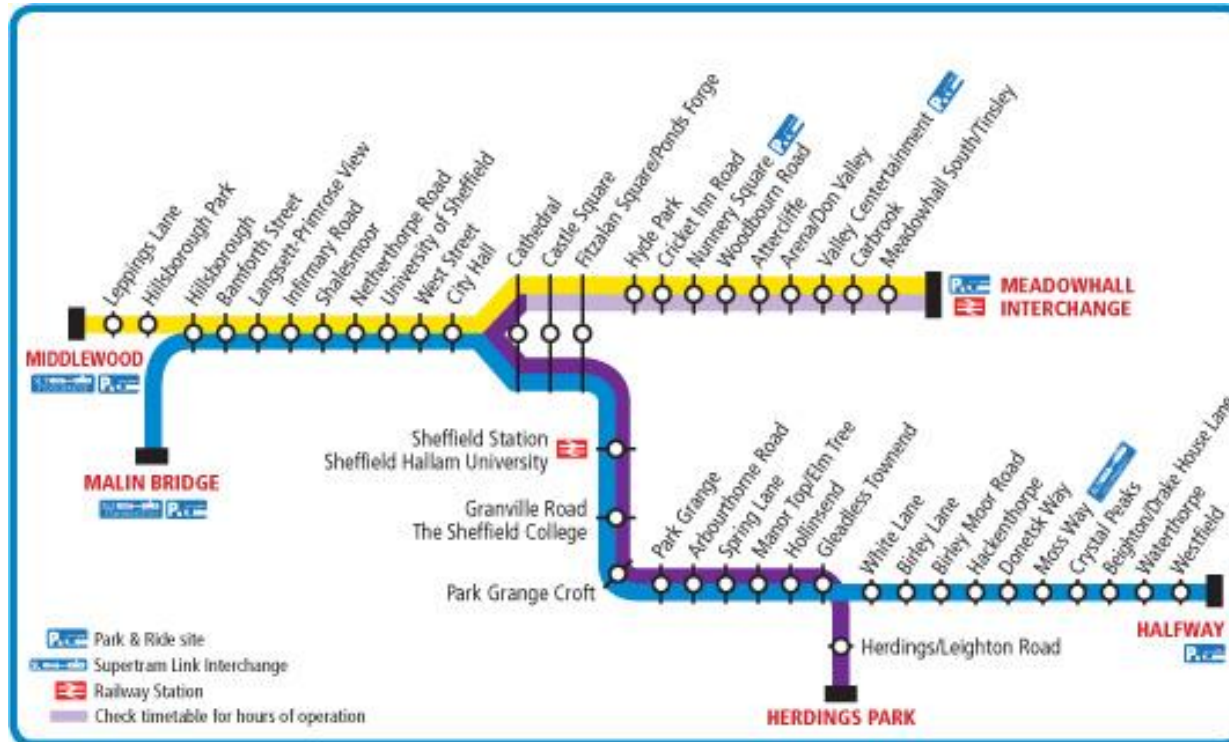 Leppings Lane
Hillsborough Park
Hillsborough
Bamforth Street
Langsett-Primrose View
Infirmary Road
Shalesmoor
Netherthorpe Road
University of Sheffield
West Street
City Hall
Cathedral
Castle Square
Fitzalan Square/Ponds Forge
Hyde Park
Cricket Inn Road
Nunnery Square
Woodbourn Road
Attercliffe
Arena/Don Valley
Valley Centertainment
Carbrook
Meadowhall South/Tinsley
MEADOWHALL
INTERCHANGE
MIDDLEWOOD
MALIN BRIDGE
Sheffield Station
Sheffield Hallam University
Granville Road
The Sheffield College
Park Grange Croft
Park Grange
Arbourthorne Road
Spring Lane
Manor Top/Elm Tree
Hollinsend
Gleadless Townend
White Lane
Birley Lane
Birley Moor Road
Hackenthorpe
Donetsk Way
Moss Way
Crystal Peaks
Beighton/Drake House Lane
Waterthorpe
Westfield
HALFWAY
Herdings/Leighton Road
HERDINGS PARK
Park & Ride site
Supertram Link Interchange
Railway Station
Check timetable for hours of operation